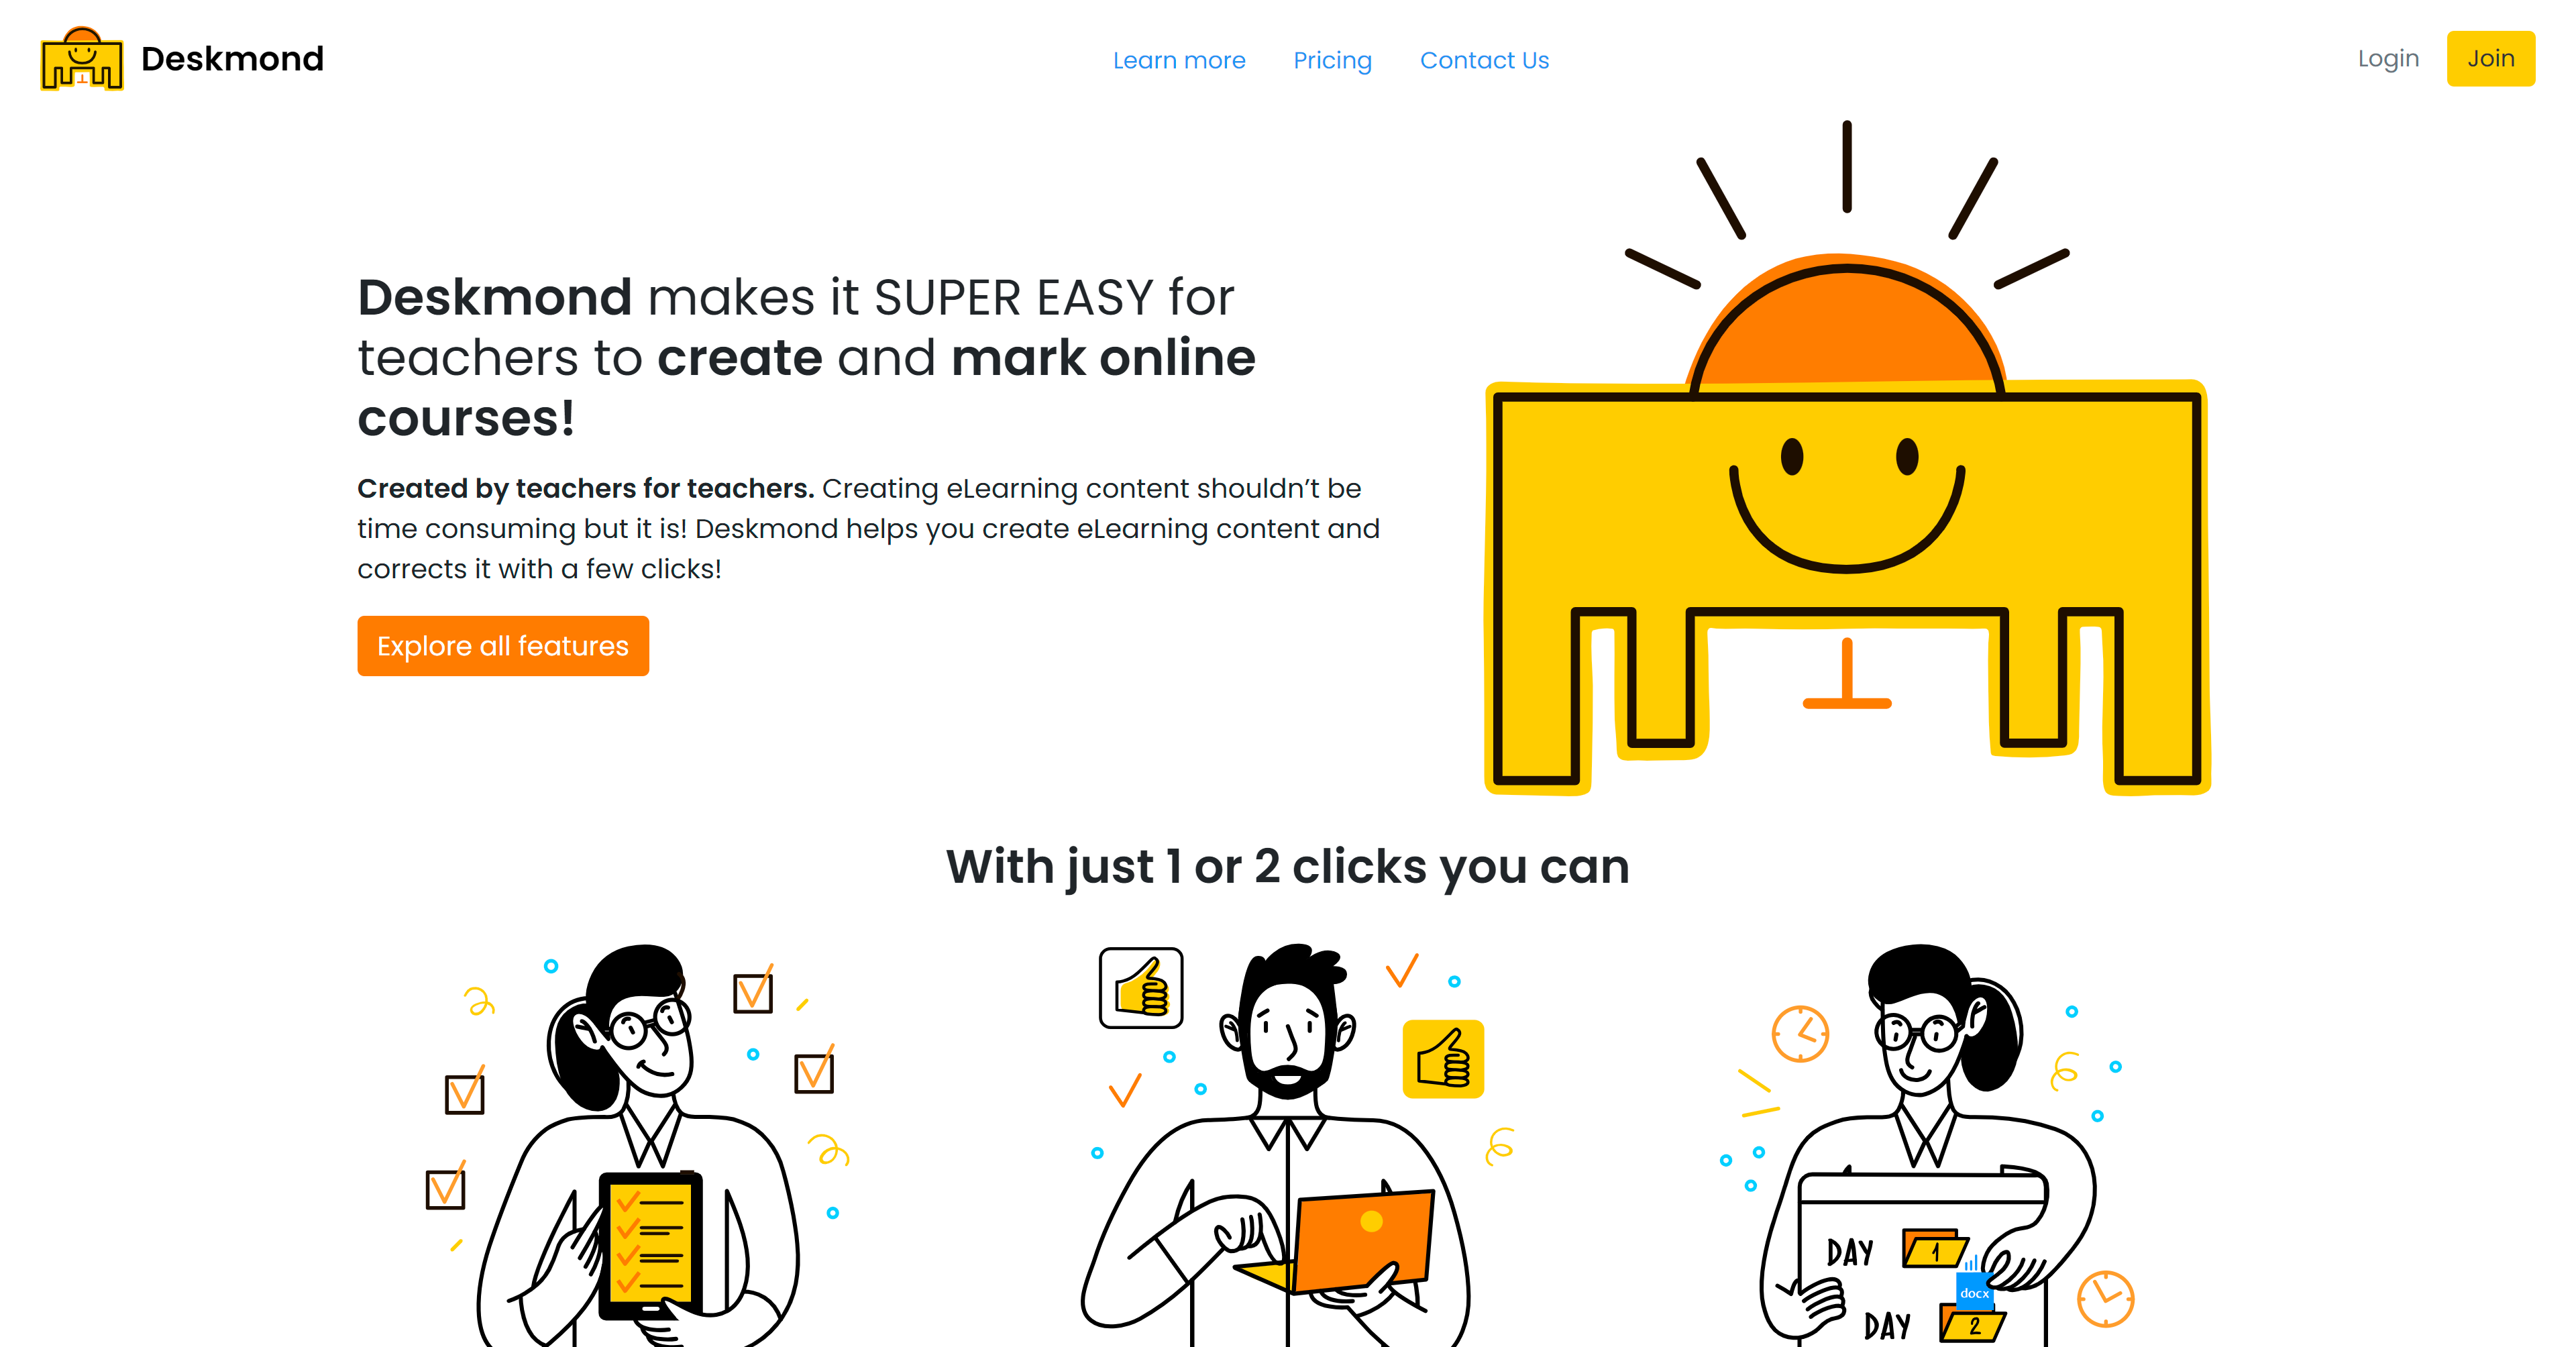 Deskmond
Learn more
Pricing
Contact Us
Login
Join
Deskmond makes it SUPER EASY for
teachers to create and mark online
courses!
Created by teachers for teachers. Creating eLearning content shouldn’t be
time consuming but it is! Deskmond helps you create eLearning content and
corrects it with a few clicks!
Explore all features
With just 1 or 2 clicks you can
DAY 1
docx
DAY 2